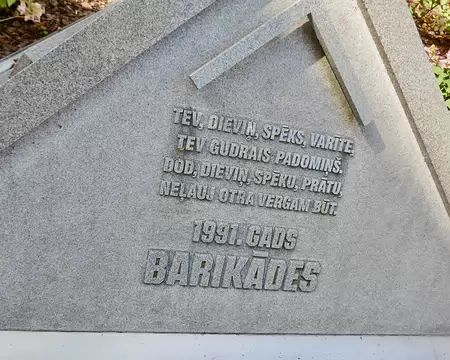 TEV, DIEVIŅ, SPĒKS, VARĪTE,
TEV GUDRAIS PADOMIŅŠ.
DOD, DIEVIŅ, SPĒKU, PRĀTU,
NEĻAUJ OTRA VERGAM BŪT.
1991. GADS
BARIKĀDES